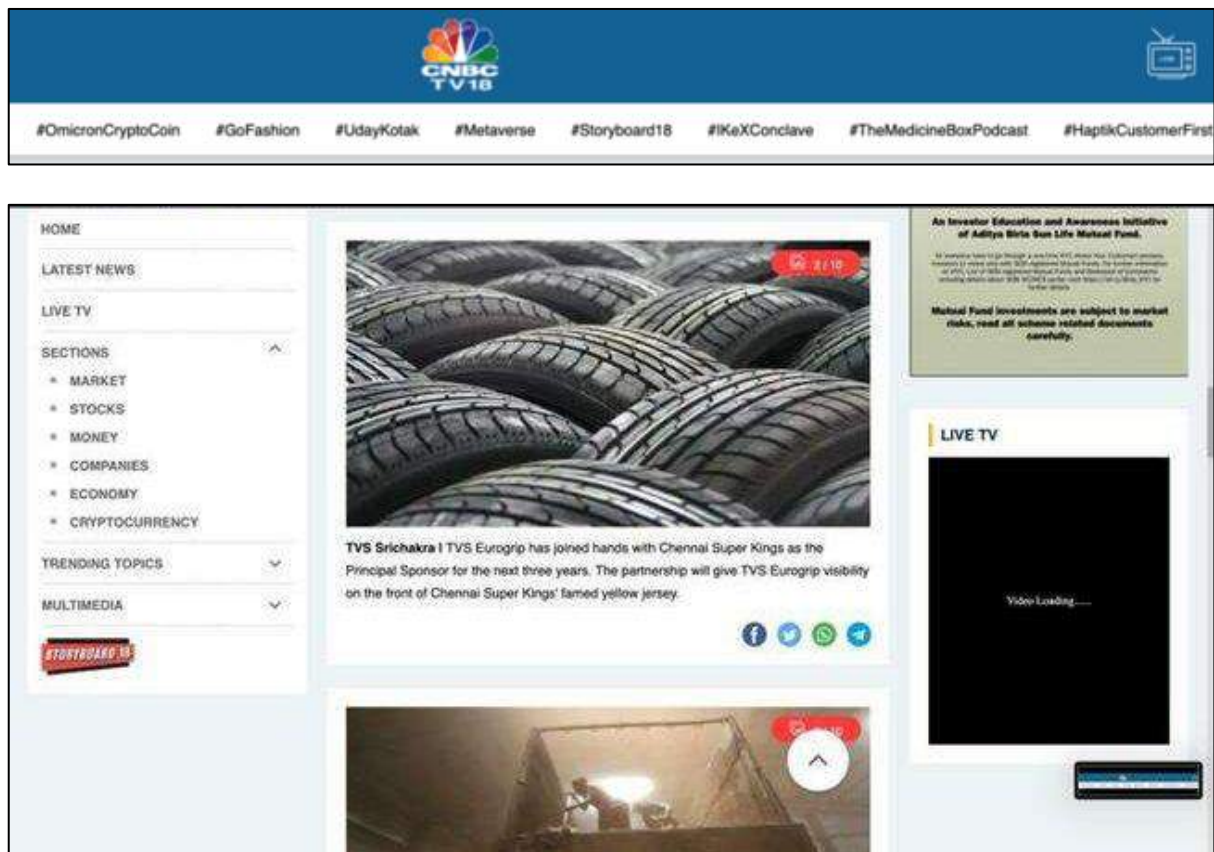 CNBC
TV18
LIVE
#OmicronCryptoCoin #GoFashion #UdayKotak #Metaverse #Storyboard18 #IKeXConclave #TheMedicineBoxPodcast #HaptikCustomerFirst
HOME
LATEST NEWS
LIVE TV
SECTIONS
MARKET
STOCKS
MONEY
COMPANIES
ECONOMY
CRYPTOCURRENCY
TRENDING TOPICS
MULTIMEDIA
STORYBOARD 18
2 / 10
TVS Srichakra I TVS Eurogrip has joined hands with Chennai Super Kings as the
Principal Sponsor for the next three years. The partnership will give TVS Eurogrip visibility
on the front of Chennai Super Kings' famed yellow jersey.
An Investor Education and Awareness Initiative
of Aditya Birla Sun Life Mutual Fund.
Mutual Fund investments are subject to market
risks, read all scheme related documents
carefully.
LIVE TV
Video Loading......